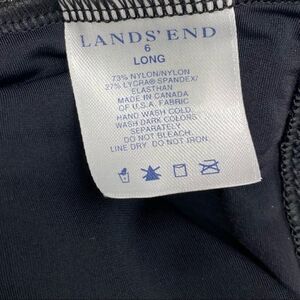 LANDS' END
6
LONG
73% NYLON/NYLON
27% LYCRA® SPANDEX/
ELASTHAN
MADE IN CANADA
OF U.S.A. FABRIC
HAND WASH COLD.
WASH DARK COLORS
SEPARATELY.
DO NOT BLEACH.
LINE DRY. DO NOT IRON.